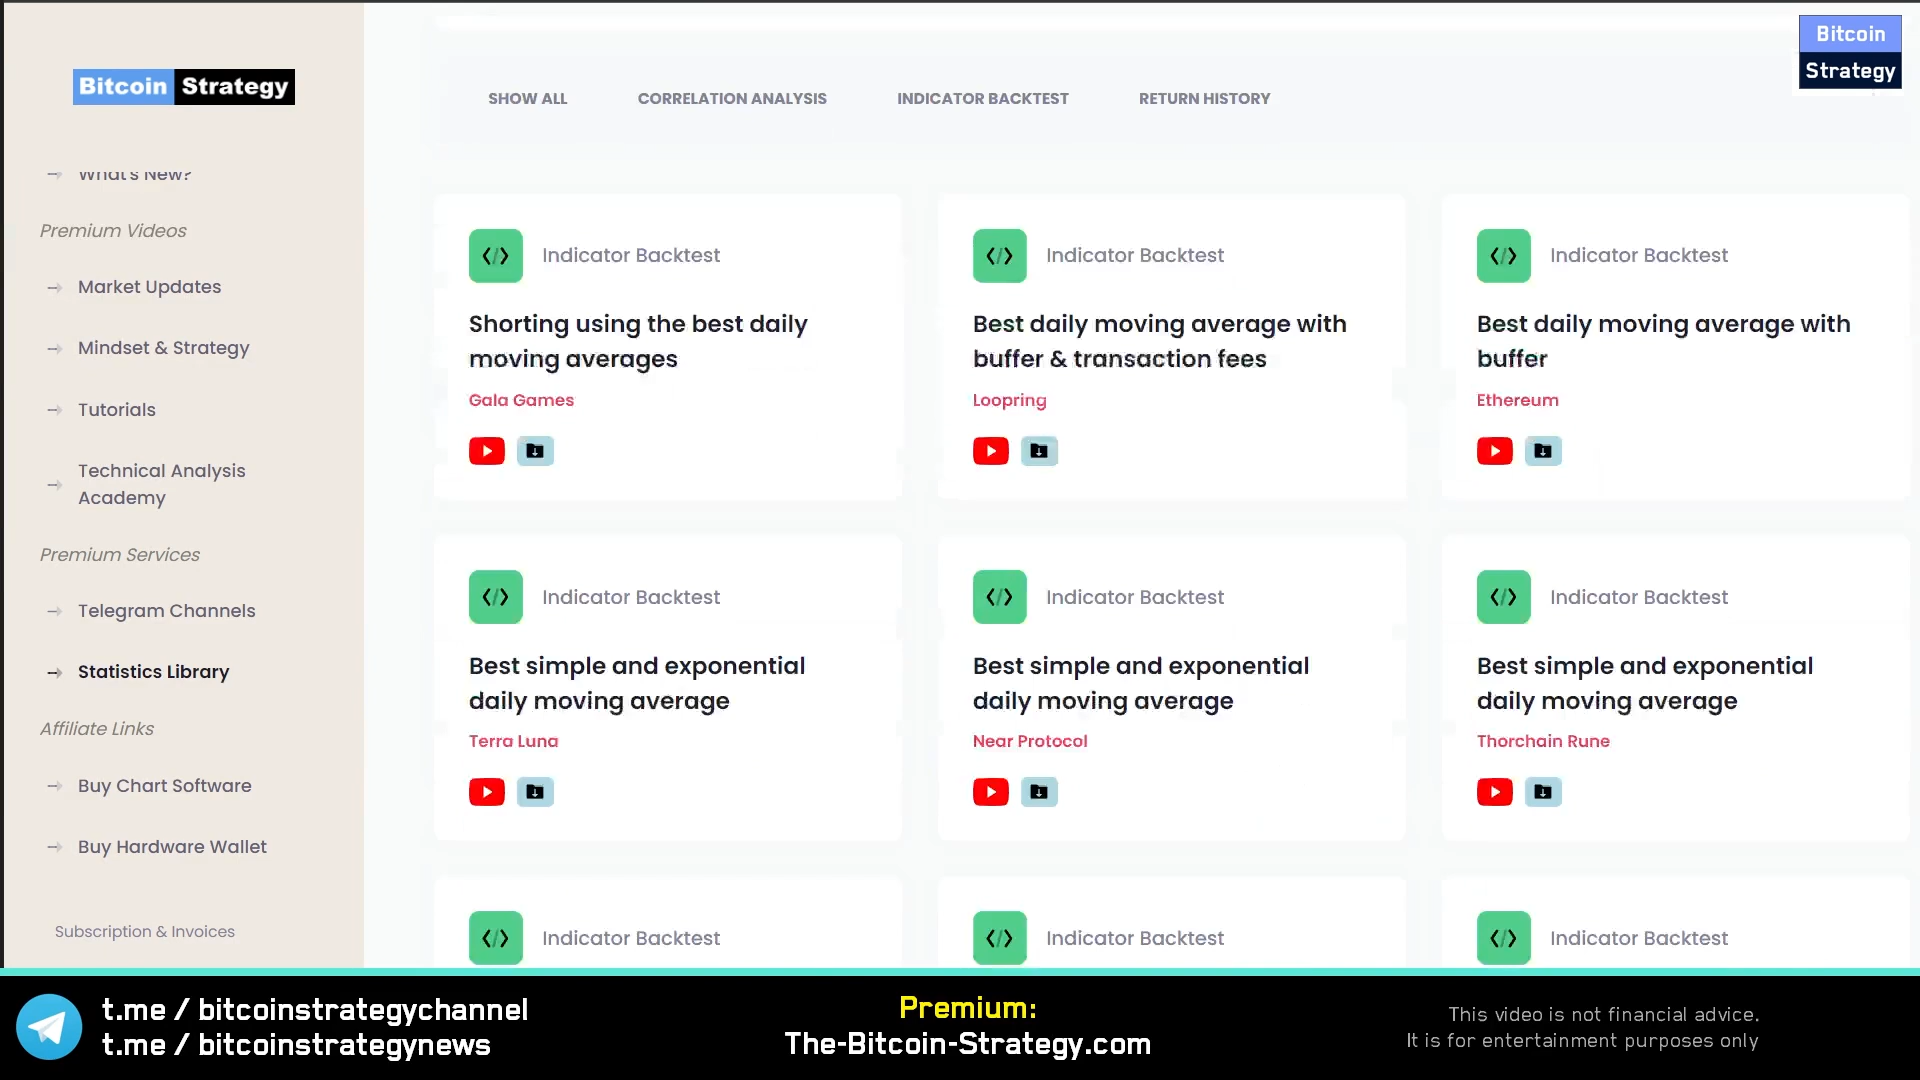 Bitcoin Strategy
What's New?
Premium Videos
Market Updates
Mindset & Strategy
Tutorials
Technical Analysis
Academy
Premium Services
Telegram Channels
Statistics Library
Affiliate Links
Buy Chart Software
Buy Hardware Wallet
Subscription & Invoices
SHOW ALL CORRELATION ANALYSIS INDICATOR BACKTEST RETURN HISTORY
Bitcoin
Strategy
Indicator Backtest
Shorting using the best daily
moving averages
Gala Games
Indicator Backtest
Best daily moving average with
buffer & transaction fees
Loopring
Indicator Backtest
Best daily moving average with
buffer
Ethereum
Indicator Backtest
Best simple and exponential
daily moving average
Terra Luna
Indicator Backtest
Best simple and exponential
daily moving average
Near Protocol
Indicator Backtest
Best simple and exponential
daily moving average
Thorchain Rune
Indicator Backtest
Indicator Backtest
Indicator Backtest
t.me / bitcoinstrategychannel
t.me / bitcoinstrategynews
Premium:
The-Bitcoin-Strategy.com
This video is not financial advice.
It is for entertainment purposes only